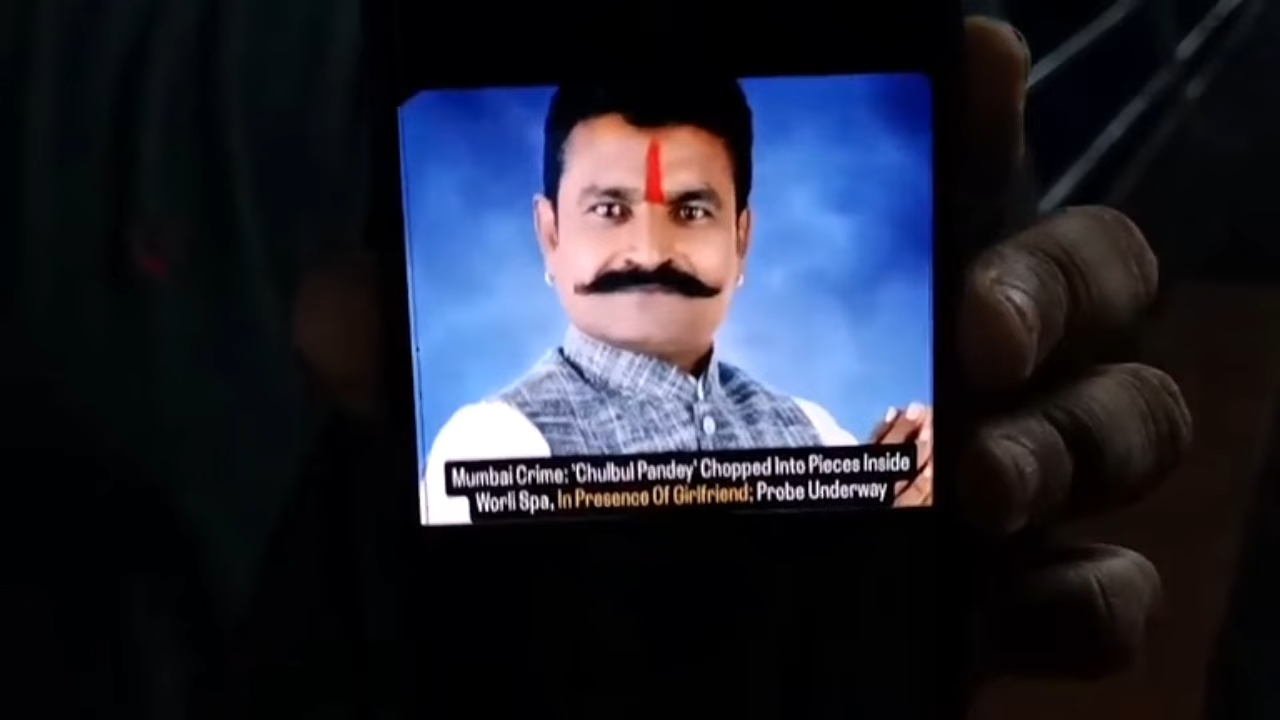 Mumbai Crime: 'Chulbul Pandey' Chopped Into Pieces Inside
Worli Spa, In Presence Of Girlfriend; Probe Underway